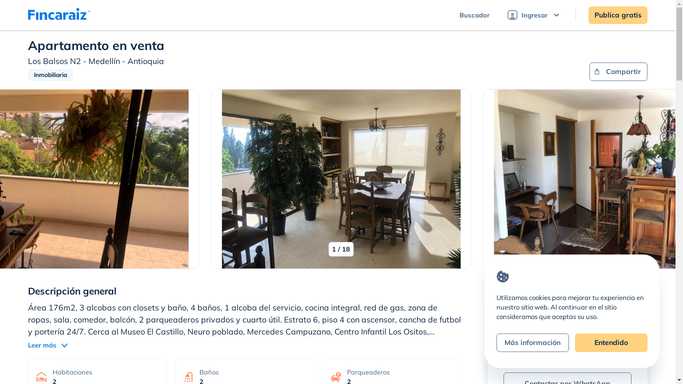 Fincaraiz
Buscador
Ingresar
Publica gratis
Apartamento en venta
Los Balsos N2 - Medellín - Antioquia
Inmobiliaria
Compartir
1 / 18
Descripción general
Área 176m2, 3 alcobas con closets y baño, 4 baños, 1 alcoba del servicio, cocina integral, red de gas, zona de
ropas, sala, comedor, balcón, 2 parqueaderos privados y cuarto útil. Estrato 6, piso 4 con ascensor, cancha de futbol
y portería 24/7. Cerca al Museo El Castillo, Neuro poblado, Mercedes Campuzano, Centro Infantil Los Ositos,...
Leer más
Habitaciones
2
Baños
2
Parqueaderos
2
Utilizamos cookies para mejorar tu experiencia en
nuestro sitio web. Al continuar en el sitio
consideramos que aceptas su uso.
Más información
Entendido
Contactar por WhatsApp